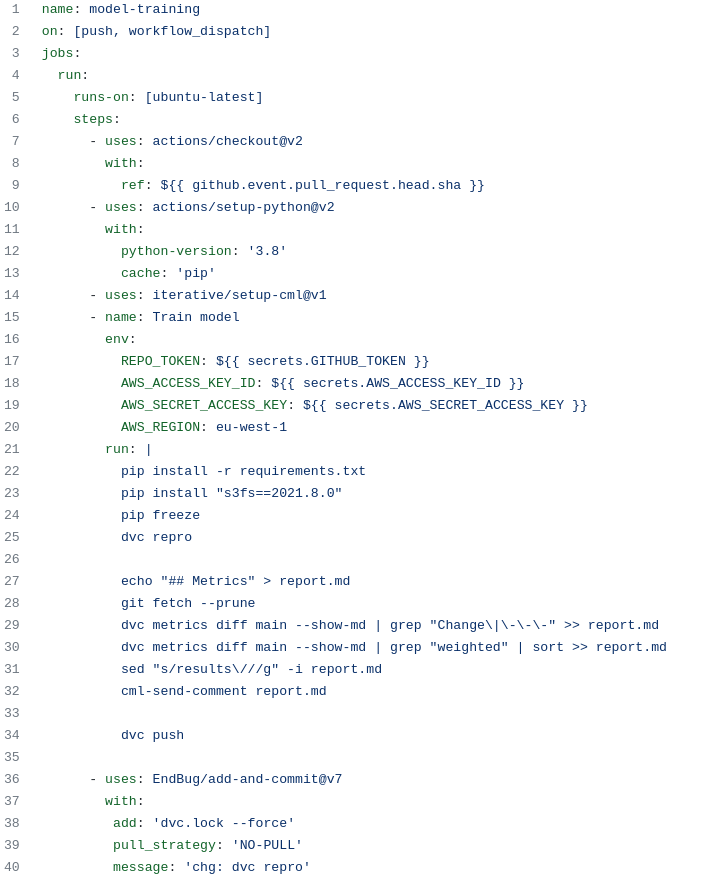 1 name: model-training
2 on: [push, workflow_dispatch]
3 jobs:
4   run:
5     runs-on: [ubuntu-latest]
6     steps:
7       - uses: actions/checkout@v2
8         with:
9           ref: ${{ github.event.pull_request.head.sha }}
10       - uses: actions/setup-python@v2
11         with:
12           python-version: '3.8'
13           cache: 'pip'
14       - uses: iterative/setup-cml@v1
15       - name: Train model
16         env:
17           REPO_TOKEN: ${{ secrets.GITHUB_TOKEN }}
18           AWS_ACCESS_KEY_ID: ${{ secrets.AWS_ACCESS_KEY_ID }}
19           AWS_SECRET_ACCESS_KEY: ${{ secrets.AWS_SECRET_ACCESS_KEY }}
20           AWS_REGION: eu-west-1
21         run: |
22           pip install -r requirements.txt
23           pip install "s3fs==2021.8.0"
24           pip freeze
25           dvc repro
26
27           echo "## Metrics" > report.md
28           git fetch --prune
29           dvc metrics diff main --show-md | grep "Change\|\-\-\-" >> report.md
30           dvc metrics diff main --show-md | grep "weighted" | sort >> report.md
31           sed "s/results\///g" -i report.md
32           cml-send-comment report.md
33
34           dvc push
35
36       - uses: EndBug/add-and-commit@v7
37         with:
38          add: 'dvc.lock --force'
39          pull_strategy: 'NO-PULL'
40          message: 'chg: dvc repro'